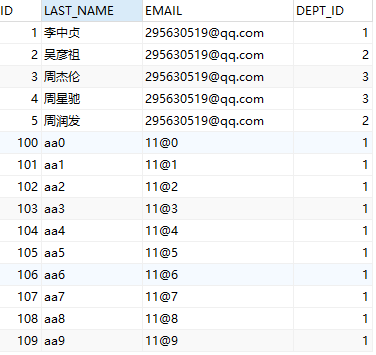 ID LAST_NAME EMAIL DEPT_ID
1 李中贞 295630519@qq.com 1
2 吴彦祖 295630519@qq.com 2
3 周杰伦 295630519@qq.com 3
4 周星驰 295630519@qq.com 3
5 周润发 295630519@qq.com 2
100 aa0 11@0 1
101 aa1 11@1 1
102 aa2 11@2 1
103 aa3 11@3 1
104 aa4 11@4 1
105 aa5 11@5 1
106 aa6 11@6 1
107 aa7 11@7 1
108 aa8 11@8 1
109 aa9 11@9 1